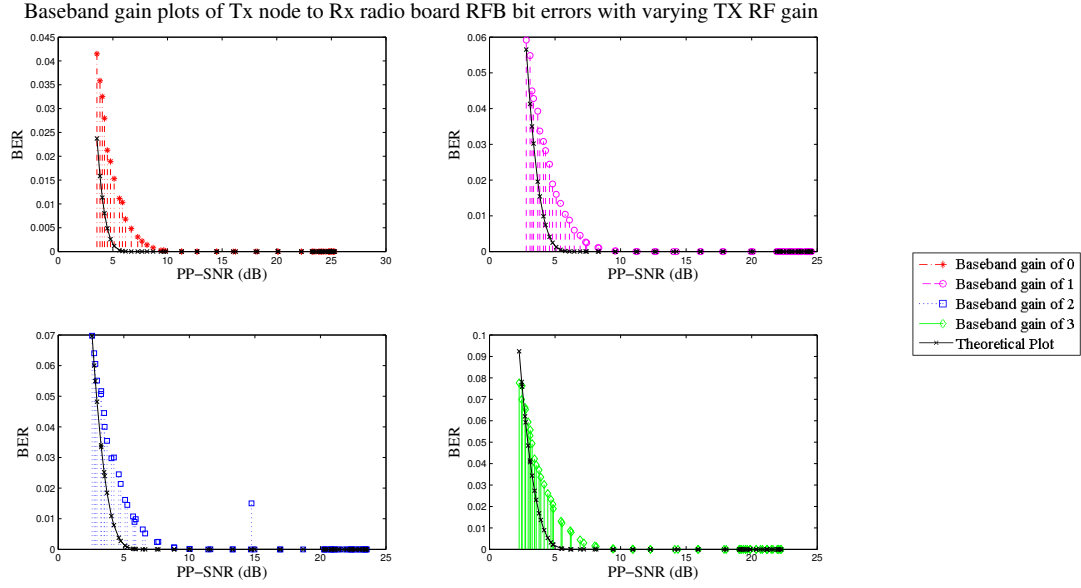 Baseband gain plots of Tx node to Rx radio board RFB bit errors with varying TX RF gain
0.045
0.04
0.035
0.03
0.025
0.02
0.015
0.01
0.005
0
BER
0 5 10 15 20 25 30
PP−SNR (dB)
0.06
0.05
0.04
0.03
0.02
0.01
0
BER
0 5 10 15 20 25
PP−SNR (dB)
0.07
0.06
0.05
0.04
0.03
0.02
0.01
0
BER
0 5 10 15 20 25
PP−SNR (dB)
0.1
0.09
0.08
0.07
0.06
0.05
0.04
0.03
0.02
0.01
0
BER
0 5 10 15 20 25
PP−SNR (dB)
Baseband gain of 0
Baseband gain of 1
Baseband gain of 2
Baseband gain of 3
Theoretical Plot